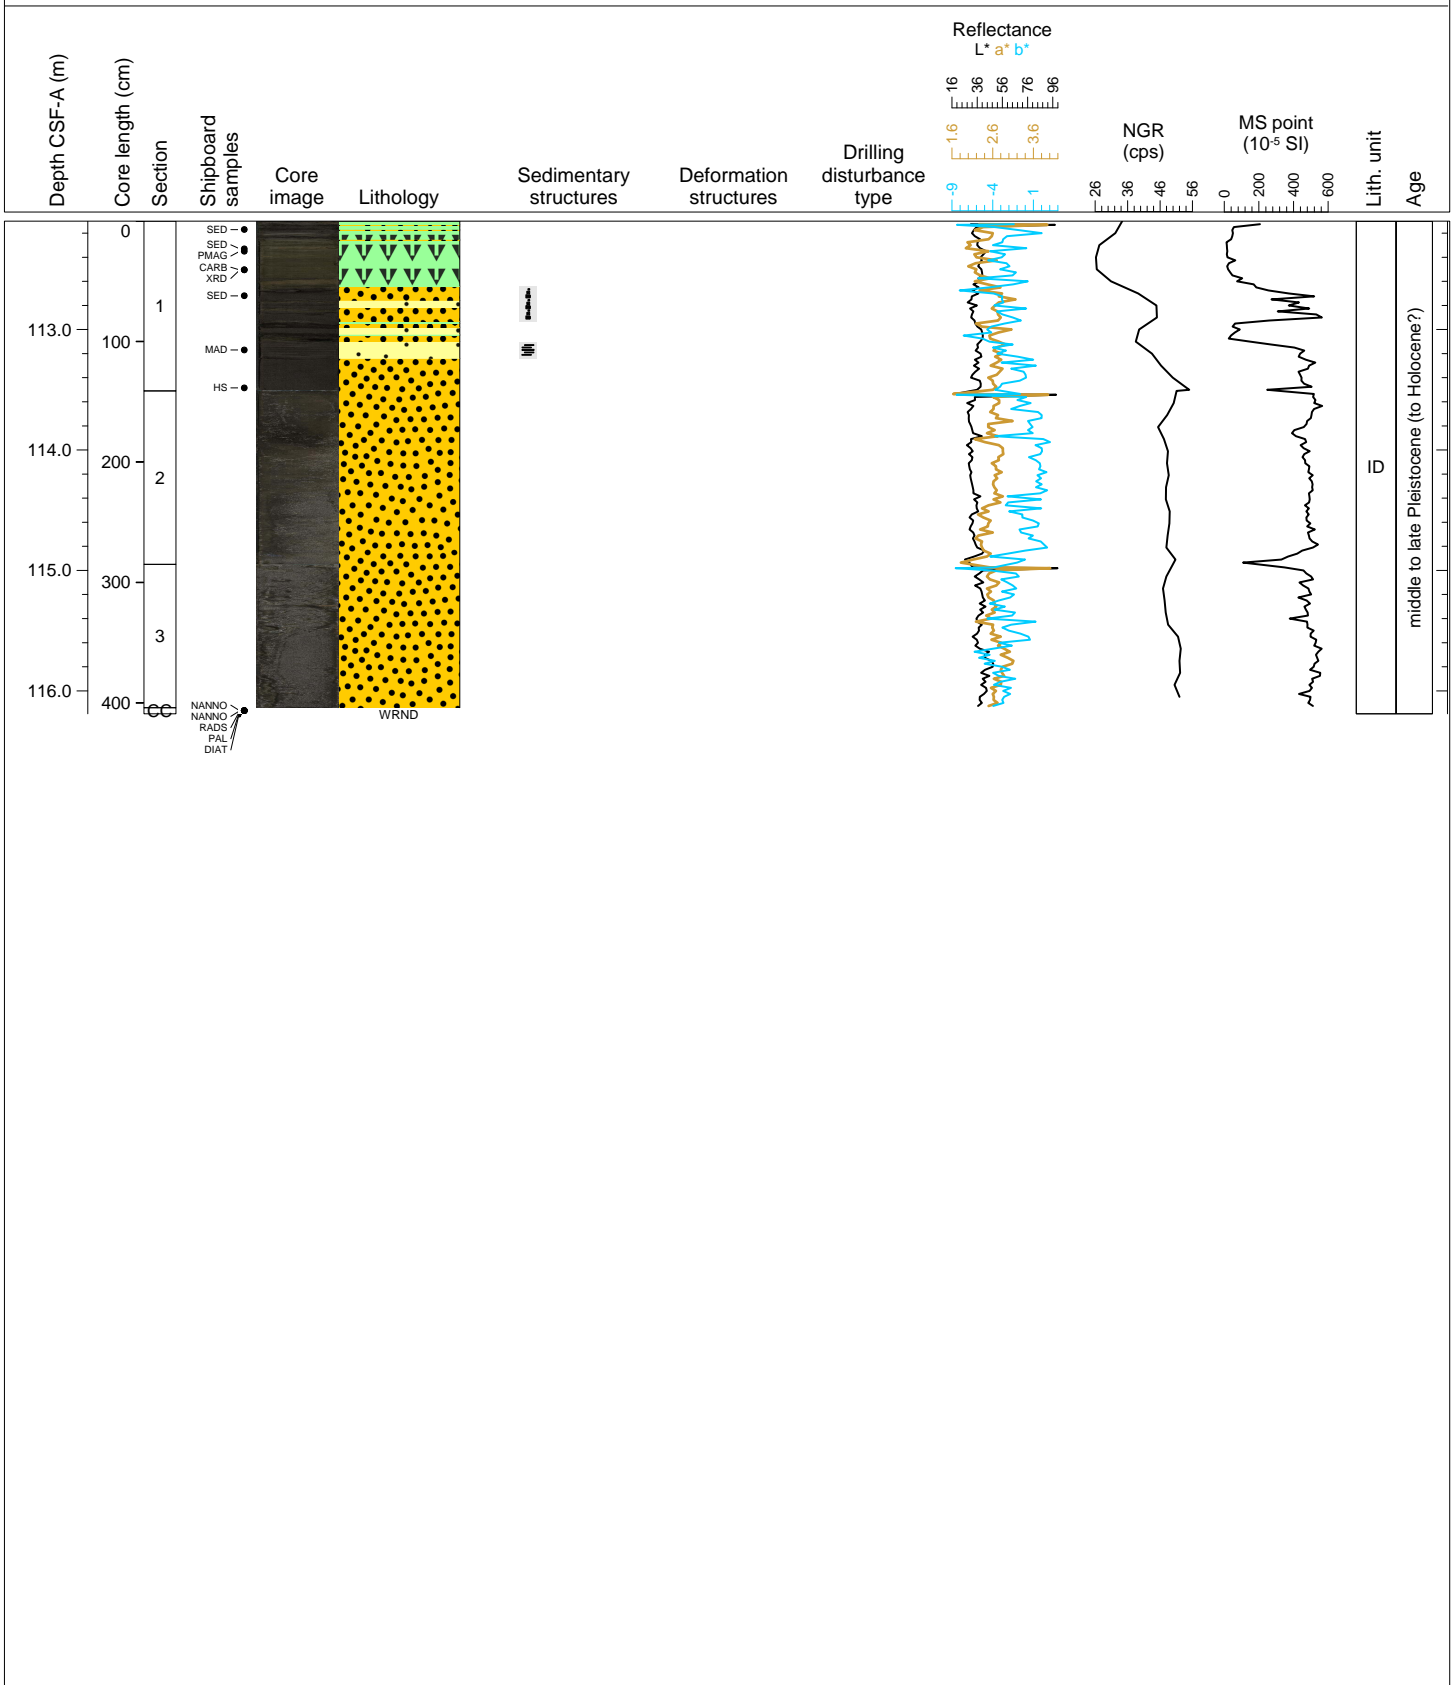 Depth CSF-A (m)
Core length (cm)
Section
Shipboard
samples
Core
image
Lithology
Sedimentary
structures
Deformation
structures
Drilling
disturbance
type
Reflectance
L* a* b*
16 36 56 76 96
1.6 2.6 3.6
-9 -4 1
NGR
(cps)
26 36 46 56
MS point
(10-5 SI)
0 200 400 600
Lith. unit
Age
113.0
114.0
115.0
116.0
0
100
200
300
400
1
2
3
CC
SED
SED
PMAG
CARB
XRD
SED
MAD
HS
NANNO
NANNO
RADS
PAL
DIAT
WRND
ID
middle to late Pleistocene (to Holocene?)